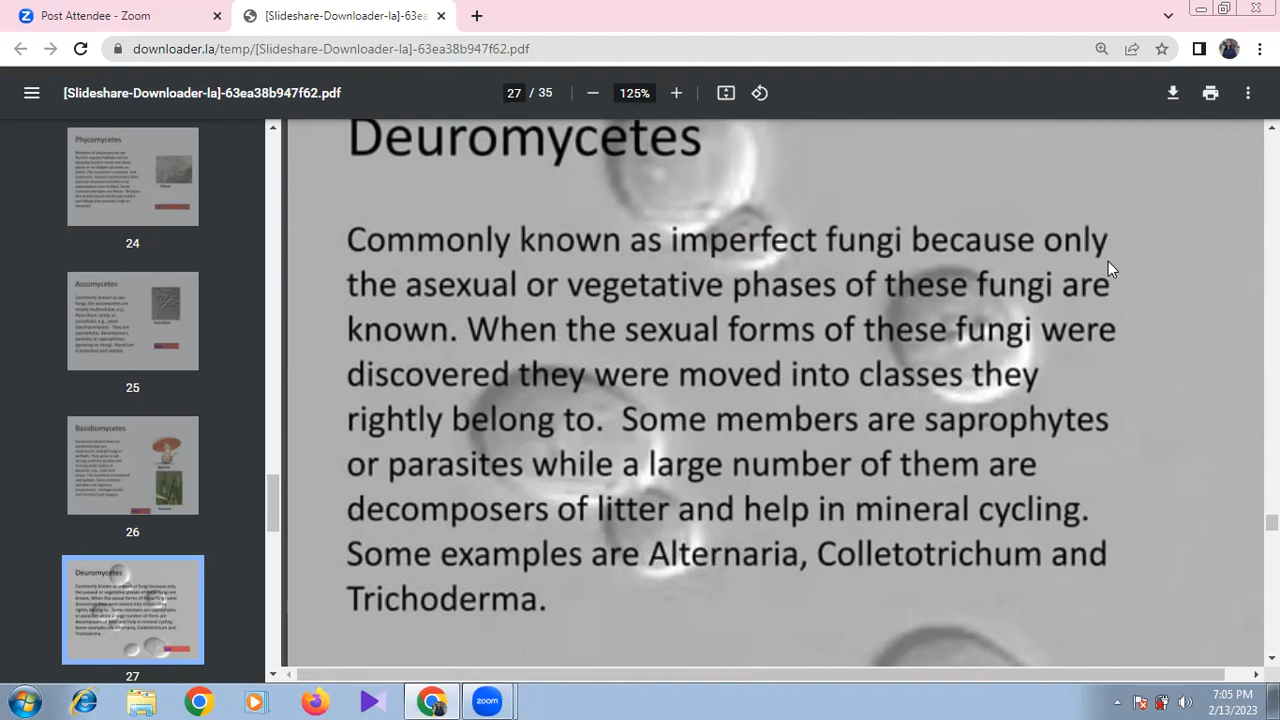 Post Attendee - Zoom
[Slideshare-Downloader-la]-63ea
downloader.la/temp/[Slideshare-Downloader-la]-63ea38b947f62.pdf
[Slideshare-Downloader-la]-63ea38b947f62.pdf
27 / 35
125%
Phycomycetes
24
Ascomycetes
25
Basidiomycetes
26
Deuromycetes
27
Deuromycetes
Commonly known as imperfect fungi because only
the asexual or vegetative phases of these fungi are
known. When the sexual forms of these fungi were
discovered they were moved into classes they
rightly belong to. Some members are saprophytes
or parasites while a large number of them are
decomposers of litter and help in mineral cycling.
Some examples are Alternaria, Colletotrichum and
Trichoderma.
zoom
7:05 PM
2/13/2023